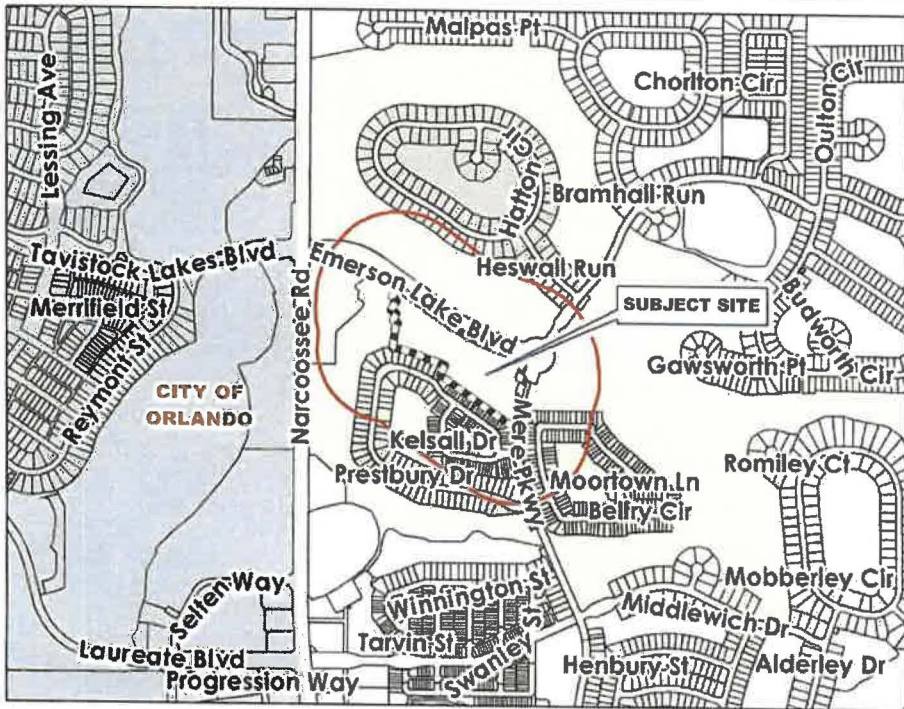 Malpas Pt
Lessing Ave
Chorlton Cir
Outton Cir
Hatton Cir
Bramhall Run
Tavistock Lakes Blvd
Heswall Run
Narcoossee Rd
Emerson Lake Blvd
SUBJECT SITE
Merrifield St
Budworth Cir
Reymont St
Gawsworth Pt
CITY OF
ORLANDO
Mere Pkwy
Kelsall Dr
Romiley Ct
Prestbury Dr
Moortown Ln
Belfry Cir
Selten Way
Winnington St
Mobberley Cir
Middlewich Dr
Tarvin St
Swanley St
Laureate Blvd
Henbury St
Alderley Dr
Progression Way